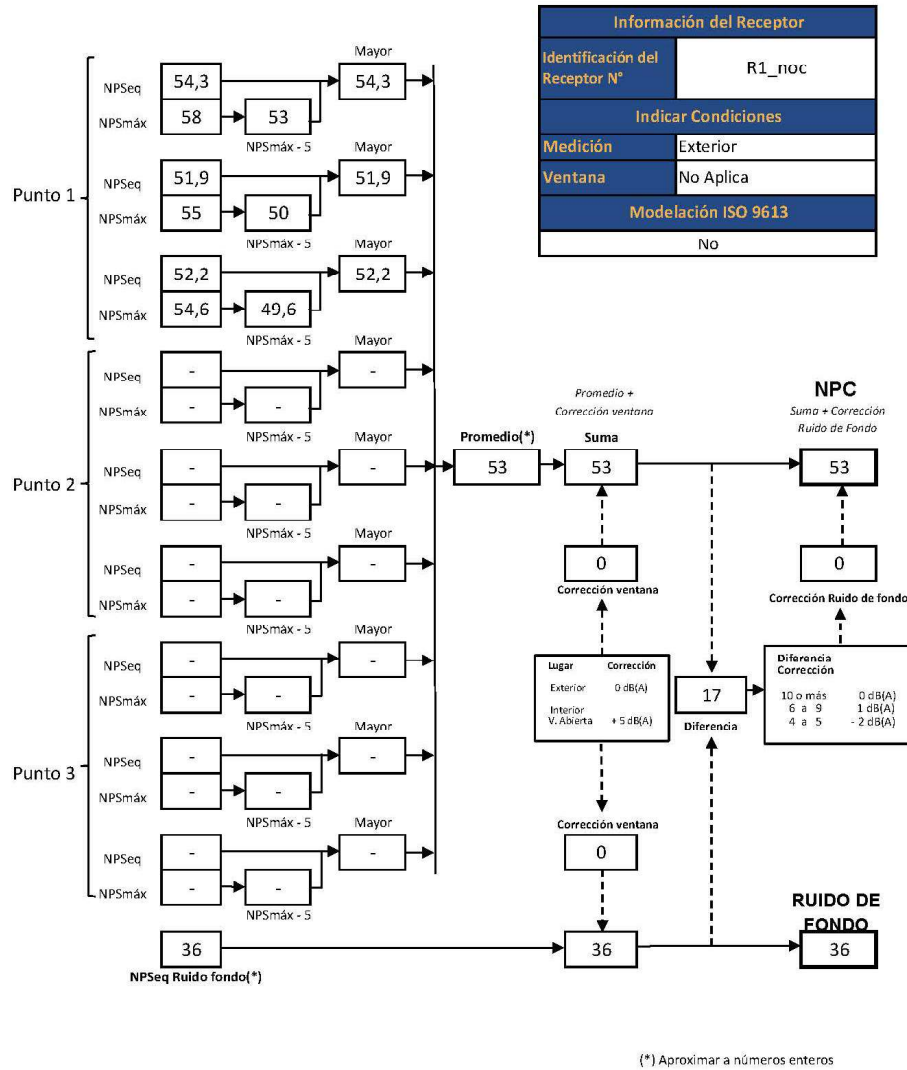 Información del Receptor
Identificación del
Receptor N°
R1_noc
Indicar Condiciones
Medición Exterior
Ventana No Aplica
Modelación ISO 9613
No
Punto 1
Mayor
NPSeq 54,3 54,3
NPSmáx 58 53
NPSmáx - 5
Mayor
NPSeq 51,9 51,9
NPSmáx 55 50
NPSmáx - 5
Mayor
NPSeq 52,2 52,2
NPSmáx 54,6 49,6
NPSmáx - 5
Punto 2
Mayor
NPSeq - -
NPSmáx - -
NPSmáx - 5
Mayor
NPSeq - -
NPSmáx - -
NPSmáx - 5
Mayor
NPSeq - -
NPSmáx - -
NPSmáx - 5
Punto 3
Mayor
NPSeq - -
NPSmáx - -
NPSmáx - 5
Mayor
NPSeq - -
NPSmáx - -
NPSmáx - 5
Mayor
NPSeq - -
NPSmáx - -
NPSmáx - 5
Promedio(*)
53
Promedio +
Corrección ventana
Suma
53
NPC
Suma + Corrección
Ruido de Fondo
53
0
Corrección ventana
0
Corrección Ruido de fondo
Lugar Corrección
Exterior 0 dB(A)
Interior
V. Abierta + 5 dB(A)
17
Diferencia
Diferencia
Corrección
10 o más 0 dB(A)
6 a 9 1 dB(A)
4 a 5 - 2 dB(A)
Corrección ventana
0
36
NPSeq Ruido fondo(*)
36
RUIDO DE
FONDO
36
(*) Aproximar a números enteros